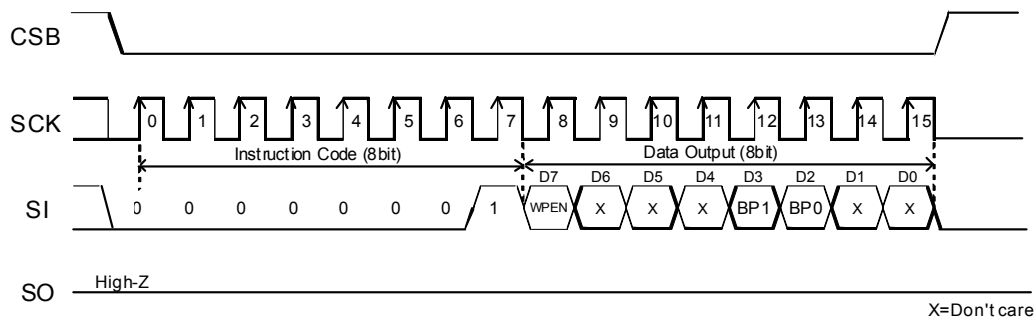 CSB
SCK 0 1 2 3 4 5 6 7 8 9 10 11 12 13 14 15
Instruction Code (8bit) Data Output (8bit)
D7 D6 D5 D4 D3 D2 D1 D0
SI 0 0 0 0 0 0 0 1 WPEN X X X BP1 BP0 X X
High-Z
SO
X=Don't care